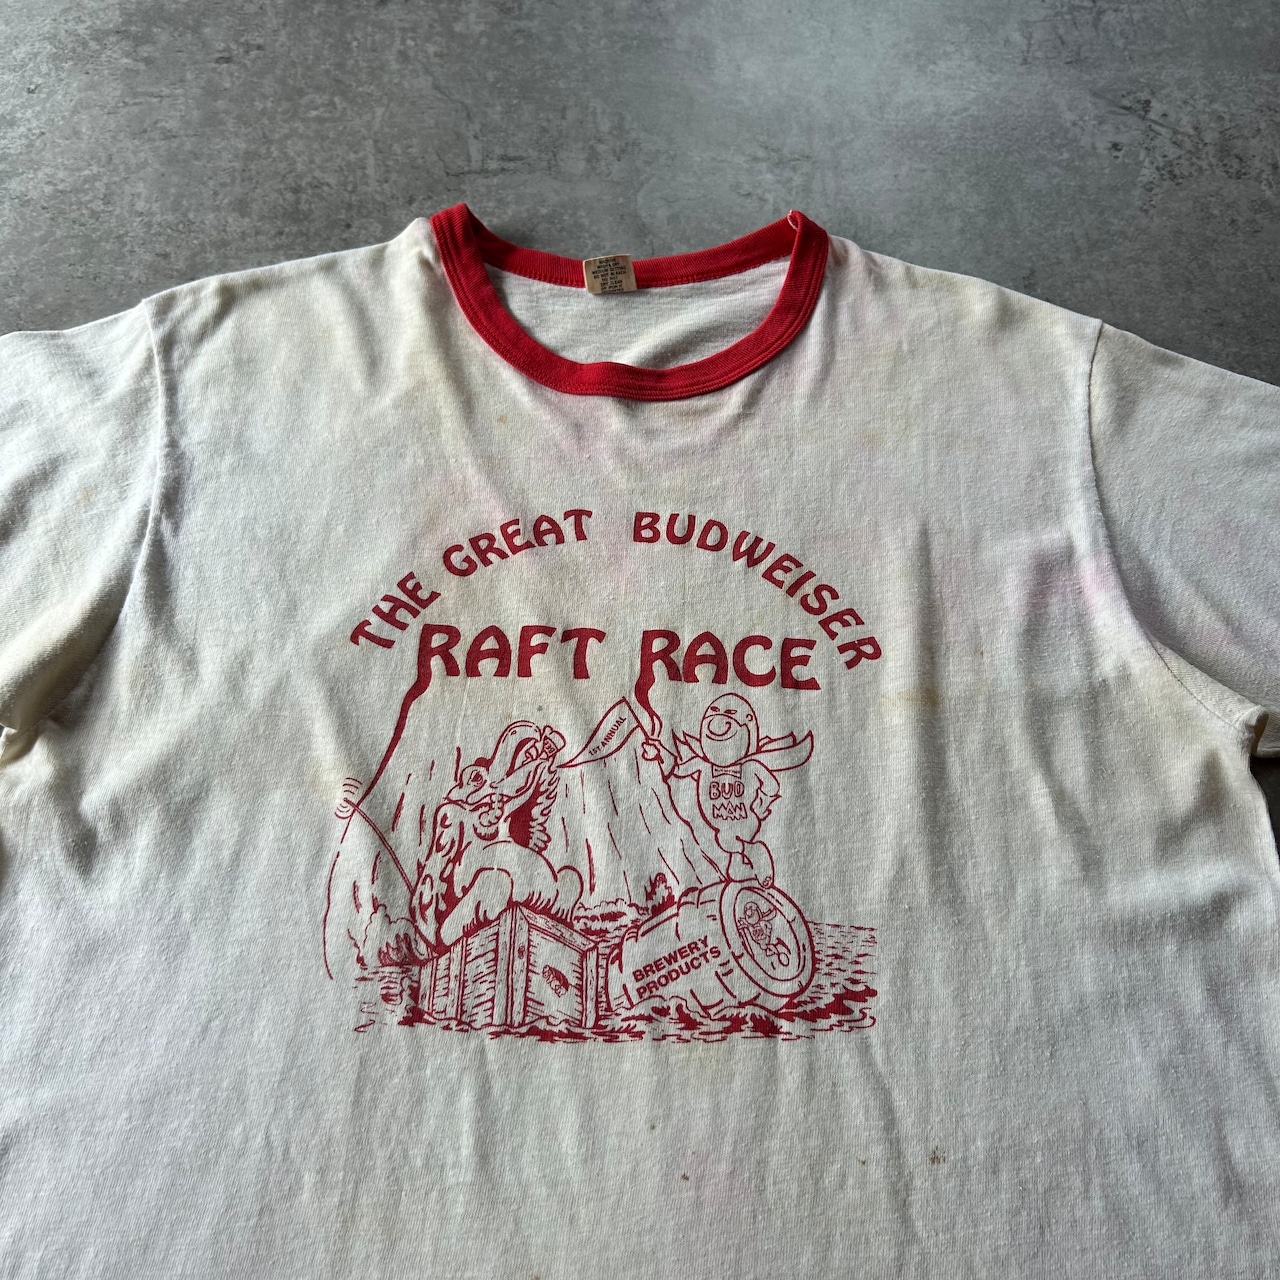 THE GREAT BUDWEISER
RAFT RACE
1ST ANNUAL
BUD
MAN
BREWERY
PRODUCTS